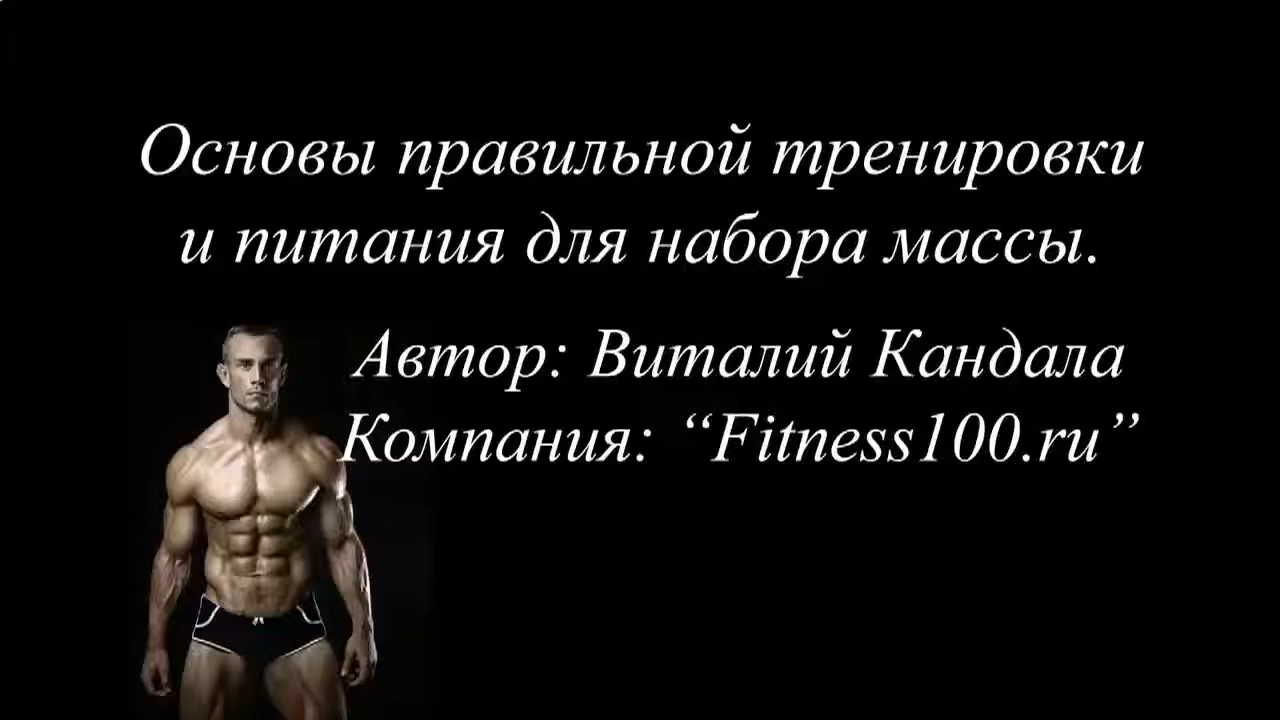 Основы правильной тренировки
и питания для набора массы.
Автор: Виталий Кандала
Компания: “Fitness100.ru”